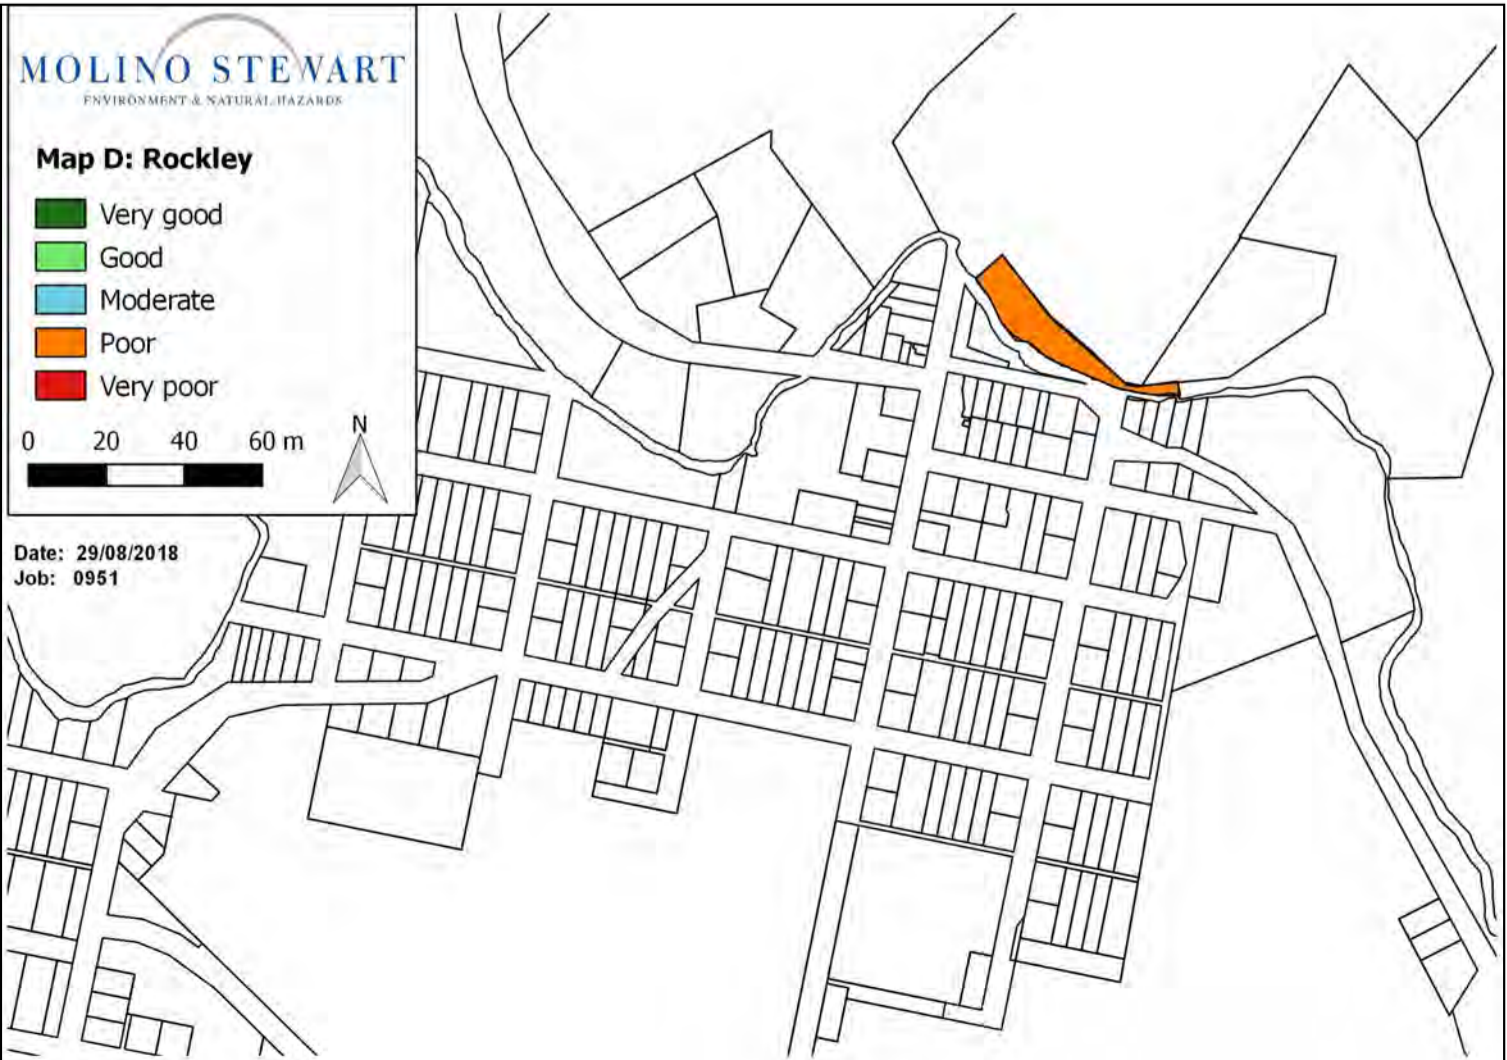 MOLINO STEWART
ENVIRONMENT & NATURAL HAZARDS
Map D: Rockley
Very good
Good
Moderate
Poor
Very poor
0 20 40 60 m
N
Date: 29/08/2018
Job: 0951